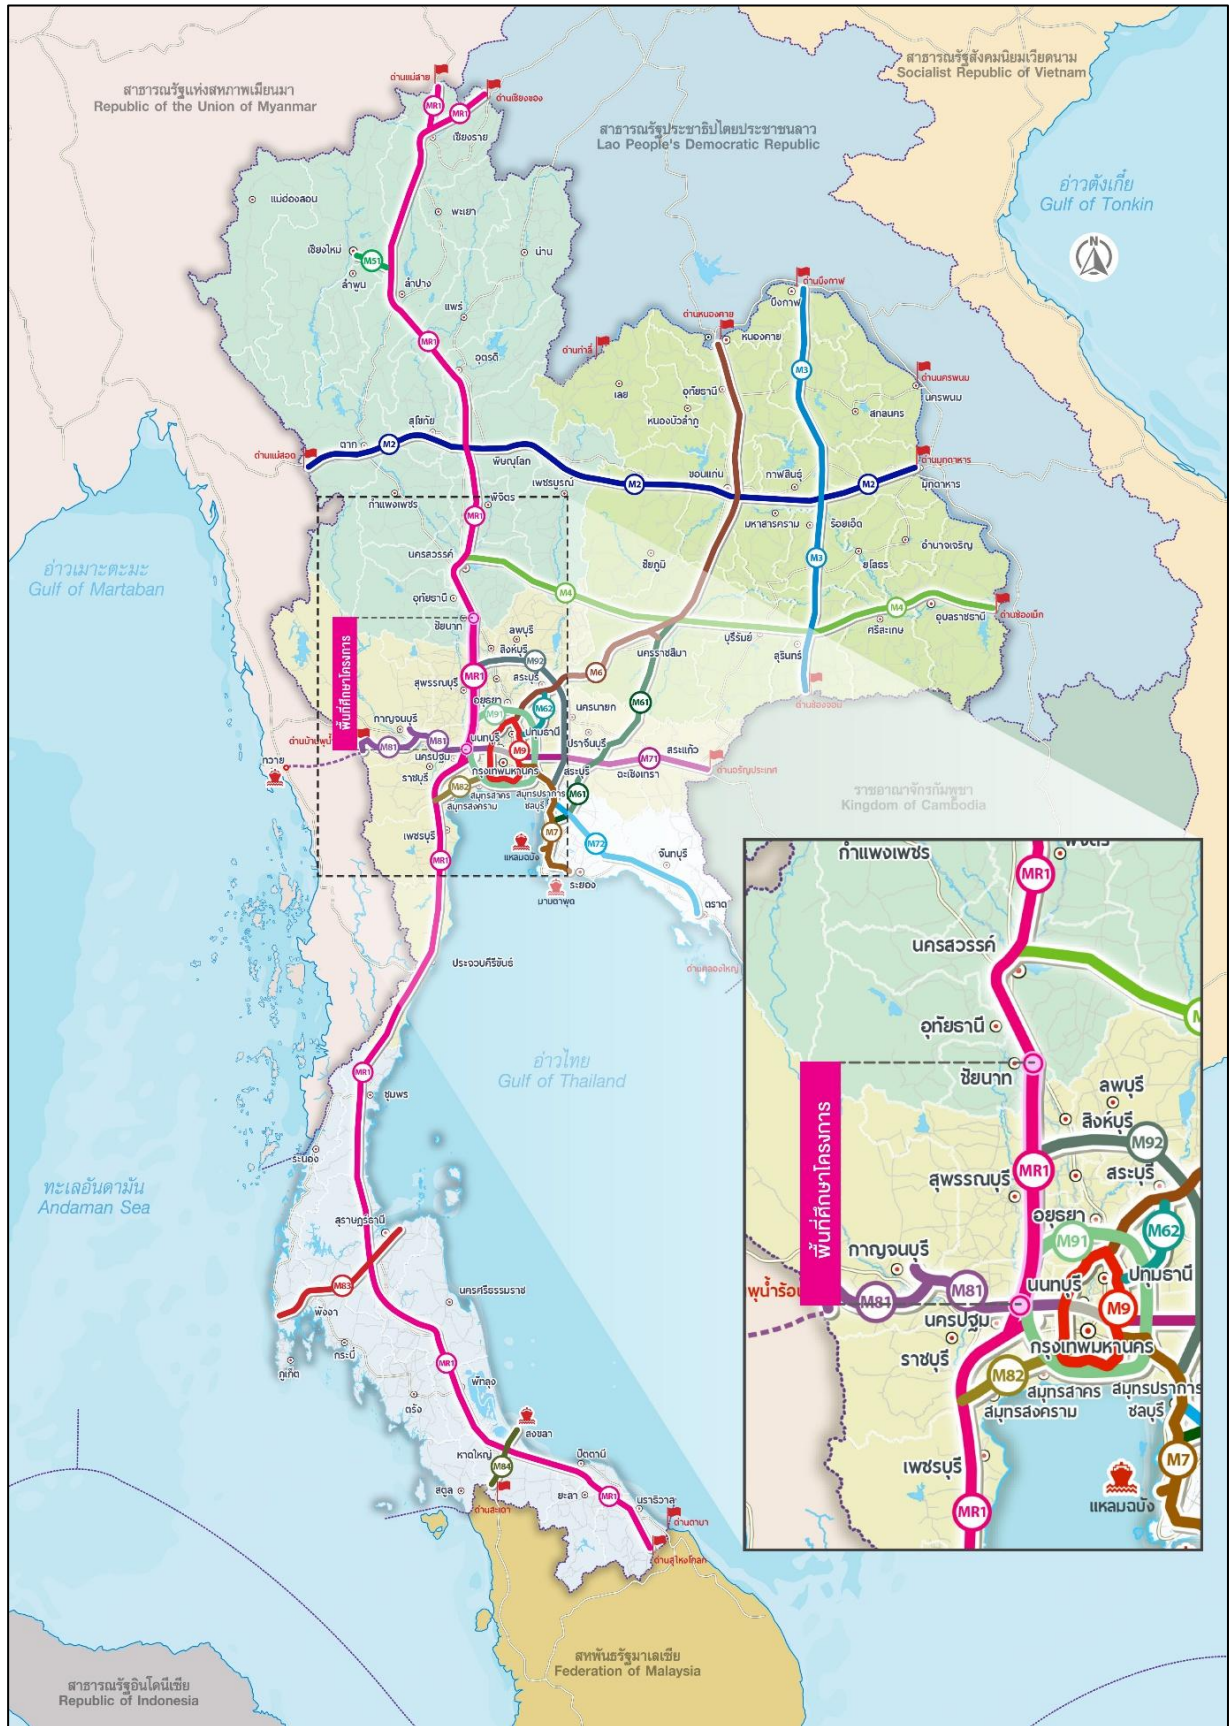 สาธารณรัฐสังคมนิยมเวียดนาม
Socialist Republic of Vietnam
สาธารณรัฐแห่งสหภาพเมียนมา
Republic of the Union of Myanmar
ด่านแม่สาย
ด่านเชียงของ
MR1
MR1
เชียงราย
สาธารณรัฐประชาธิปไตยประชาชนลาว
Lao People's Democratic Republic
อ่าวตังเกี๋ย
Gulf of Tonkin
N
แม่ฮ่องสอน
พะเยา
เชียงใหม่
M51
น่าน
ลำพูน
ลำปาง
แพร่
ด่านบึงกาฬ
บึงกาฬ
ด่านหนองคาย
หนองคาย
ด่านท่าลี่
MR1
อุตรดิ
M3
ด่านนครพนม
นครพนม
เลย
อุทัยธานี
หนองบัวลำภู
สกลนคร
สุโขทัย
ตาก
M2
ด่านแม่สอด
พิษณุโลก
เพชรบูรณ์
M2
ขอนแก่น
กาฬสินธุ์
M2
ด่านมุกดาหาร
มุกดาหาร
กำแพงเพชร
พิจิตร
MR1
มหาสารคาม
ร้อยเอ็ด
อำนาจเจริญ
นครสวรรค์
ชัยภูมิ
M3
ยโสธร
อ่าวเมาะตะมะ
Gulf of Martaban
M4
M4
อุทัยธานี
อุบลราชธานี
ด่านช่องเม็ก
ชัยนาท
ลพบุรี
สิงห์บุรี
บุรีรัมย์
ศรีสะเกษ
สุรินทร์
นครราชสีมา
M92
สระบุรี
M6
พื้นที่ศึกษาโครงการ
MR1
สุพรรณบุรี
ด่านช่องจอม
อยุธยา
M91
M62
นครนายก
M61
กาญจนบุรี
นนทบุรี
ปทุมธานี
ปราจีนบุรี
M81
M81
M9
สระแก้ว
M71
ทวาย
นครปฐม
ราชบุรี
กรุงเทพมหานคร
สระบุรี
ฉะเชิงเทรา
ด่านอรัญประเทศ
M82
สมุทรสาคร
สมุทรสงคราม
สมุทรปราการ
ชลบุรี
M61
ราชอาณาจักรกัมพูชา
Kingdom of Cambodia
เพชรบุรี
M7
M72
MR1
แหลมฉบัง
จันทบุรี
ระยอง
มาบตาพุด
ตราด
ประจวบคีรีขันธ์
ด่านคลองใหญ่
อ่าวไทย
Gulf of Thailand
MR1
ชุมพร
ระนอง
ทะเลอันดามัน
Andaman Sea
สุราษฎร์ธานี
M83
พังงา
นครศรีธรรมราช
กระบี่
ภูเก็ต
MR1
พัทลุง
ตรัง
สงขลา
หาดใหญ่
M84
ปัตตานี
สตูล
ยะลา
MR1
นราธิวาส
ด่านสะเดา
ด่านตาบา
ด่านสุไหงโกลก
สหพันธรัฐมาเลเซีย
Federation of Malaysia
สาธารณรัฐอินโดนีเซีย
Republic of Indonesia
กำแพงเพชร
MR1
นครสวรรค์
อุทัยธานี
ชัยนาท
ลพบุรี
สิงห์บุรี
M92
พื้นที่ศึกษาโครงการ
MR1
สุพรรณบุรี
สระบุรี
อยุธยา
M91
M62
กาญจนบุรี
นนทบุรี
ปทุมธานี
พุน้ำร้อน
M81
M81
M9
นครปฐม
ราชบุรี
กรุงเทพมหานคร
M82
สมุทรสาคร
สมุทรปราการ
สมุทรสงคราม
ชลบุรี
เพชรบุรี
M7
แหลมฉบัง
MR1